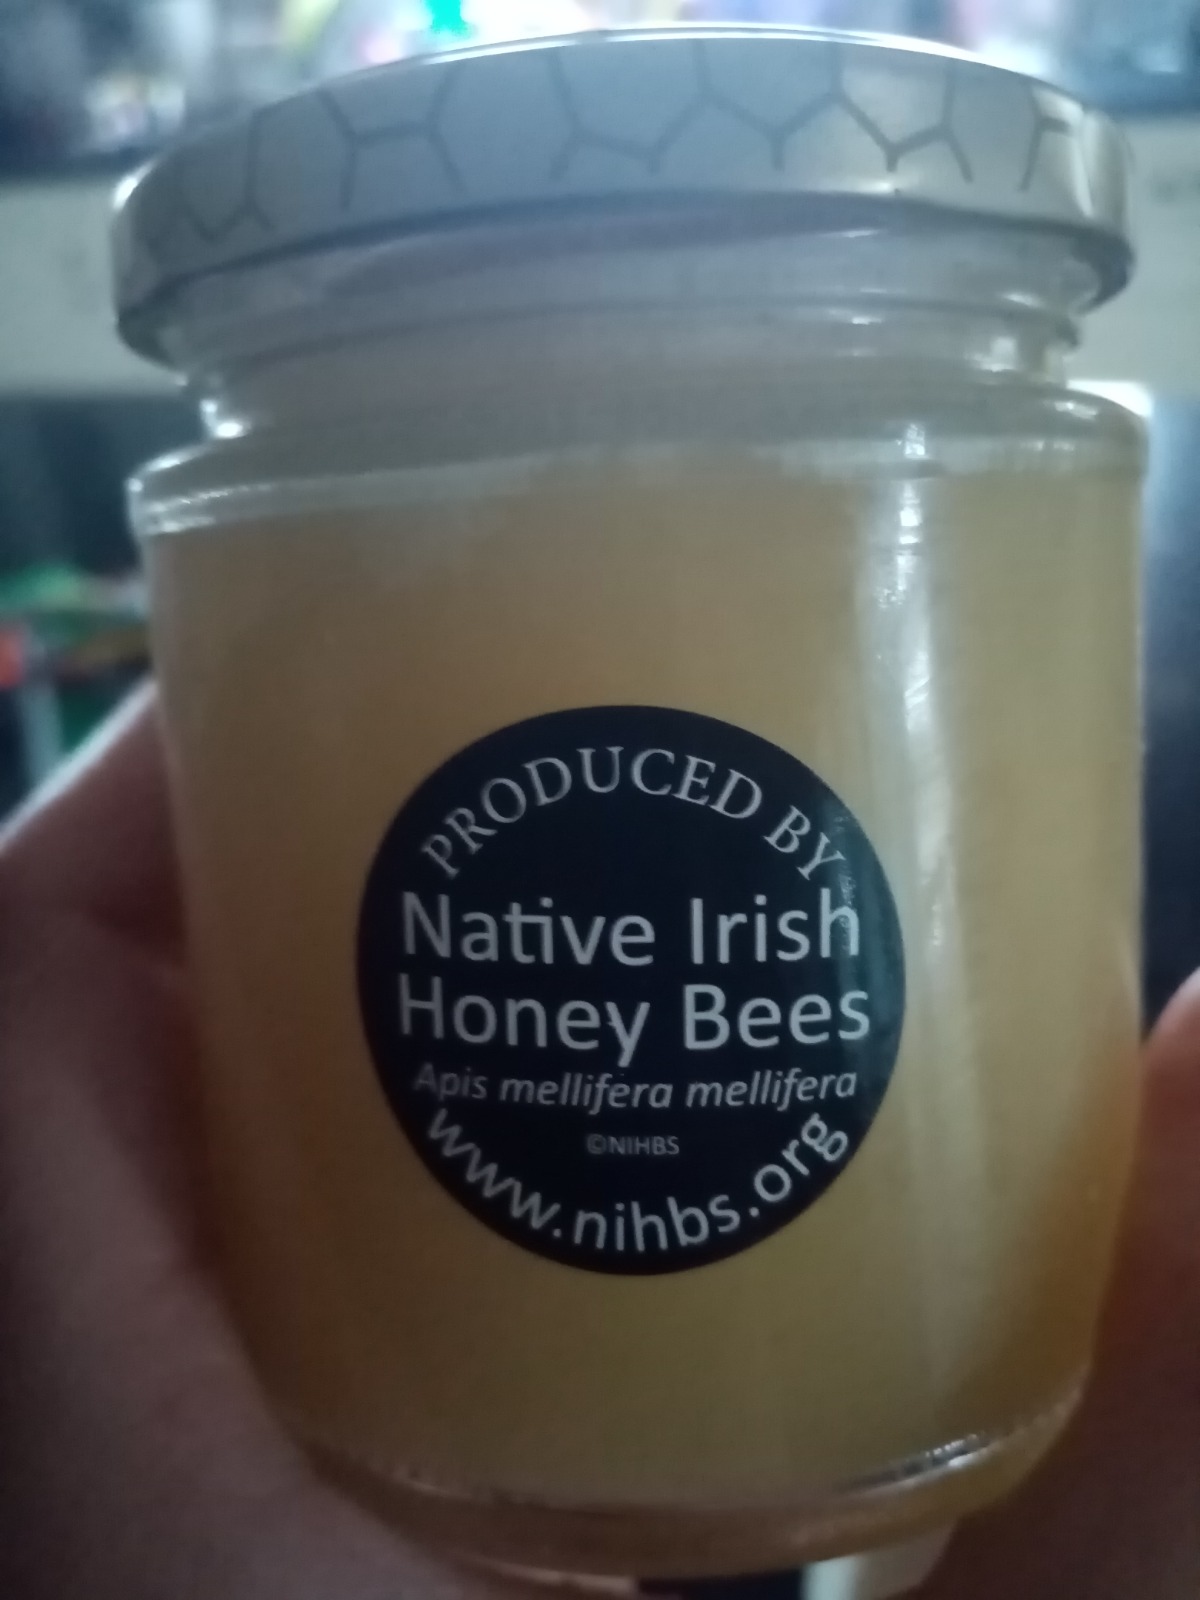 PRODUCED BY
Native Irish
Honey Bees
Apis mellifera mellifera
©NIHBS
www.nihbs.org